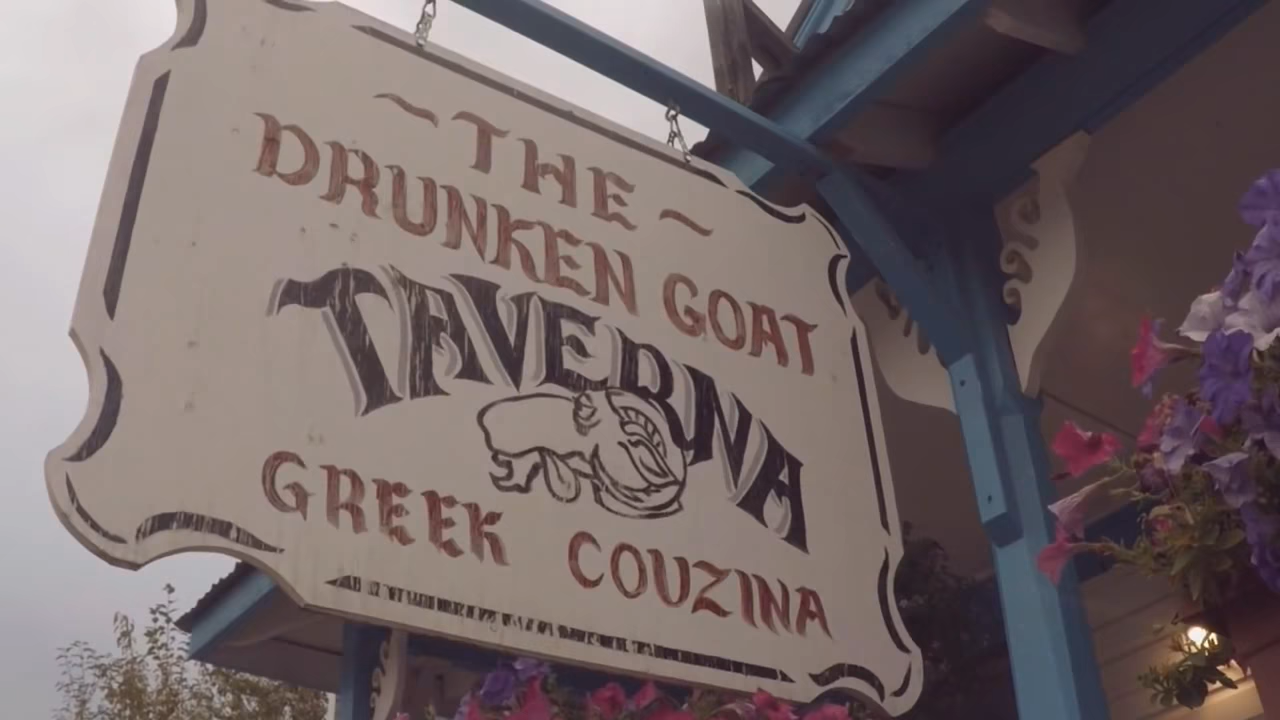 ~ THE ~
DRUNKEN GOAT
TAVERNA
GREEK COUZINA